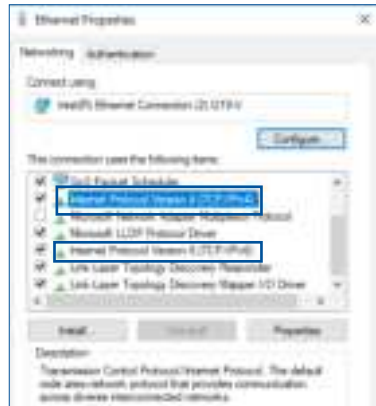 Ethernet Properties
Networking Authentication
Connect using:
Intel(R) Ethernet Connection (2) I219-V
Configure...
This connection uses the following items:
QoS Packet Scheduler
Internet Protocol Version 4 (TCP/IPv4)
Microsoft Network Adapter Multiplexor Protocol
Microsoft LLDP Protocol Driver
Internet Protocol Version 6 (TCP/IPv6)
Link-Layer Topology Discovery Responder
Link-Layer Topology Discovery Mapper I/O Driver
Install... Uninstall Properties
Description
Transmission Control Protocol/Internet Protocol. The default
wide area network protocol that provides communication
across diverse interconnected networks.